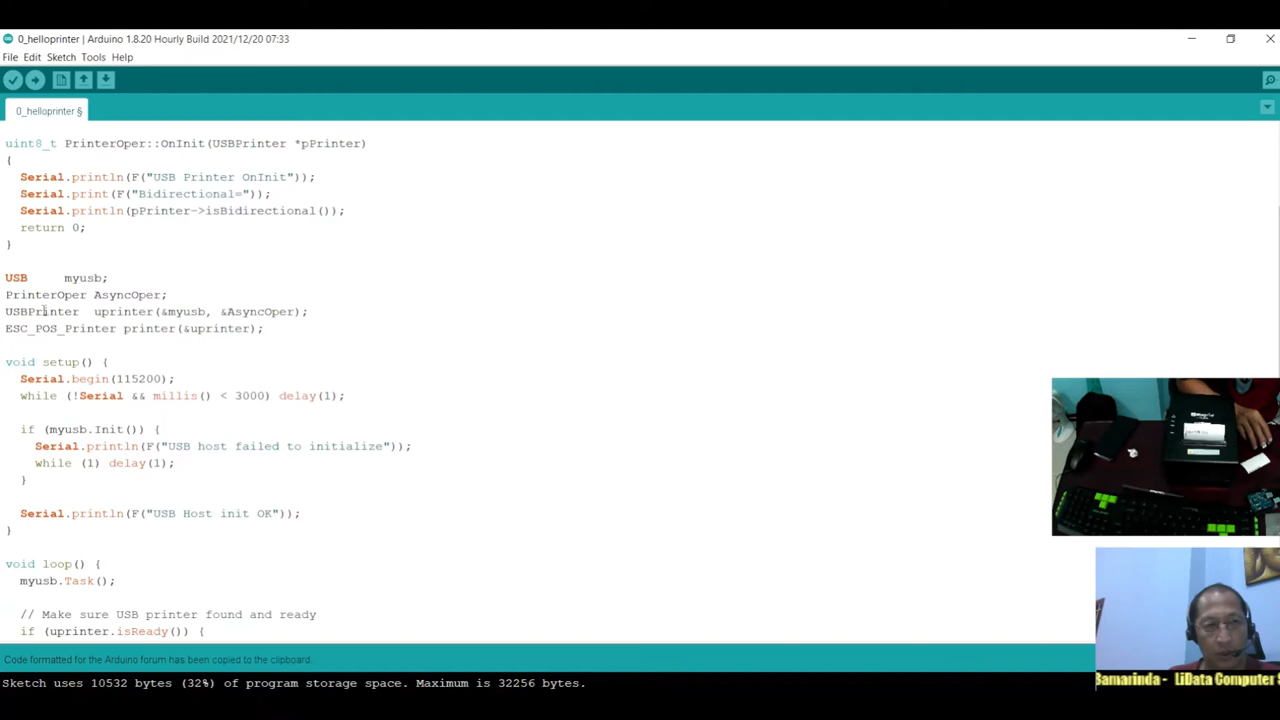 0_helloprinter | Arduino 1.8.20 Hourly Build 2021/12/20 07:33
File Edit Sketch Tools Help
0_helloprinter §
uint8_t PrinterOper::OnInit(USBPrinter *pPrinter)
{
Serial.println(F("USB Printer OnInit"));
Serial.print(F("Bidirectional="));
Serial.println(pPrinter->isBidirectional());
return 0;
}
USB myusb;
PrinterOper AsyncOper;
USBPrinter uprinter(&myusb, &AsyncOper);
ESC_POS_Printer printer(&uprinter);
void setup() {
Serial.begin(115200);
while (!Serial && millis() < 3000) delay(1);
if (myusb.Init()) {
Serial.println(F("USB host failed to initialize"));
while (1) delay(1);
}
Serial.println(F("USB Host init OK"));
}
void loop() {
myusb.Task();
// Make sure USB printer found and ready
if (uprinter.isReady()) {
Code formatted for the Arduino forum has been copied to the clipboard.
Sketch uses 10532 bytes (32%) of program storage space. Maximum is 32256 bytes.
Samarinda - LiData Computer